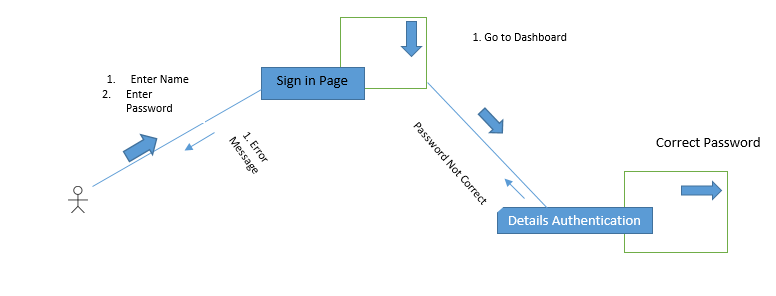 1. Go to Dashboard
Sign in Page
1. Enter Name
2. Enter
Password
1. Error
Message
Password Not Correct
Correct Password
Details Authentication